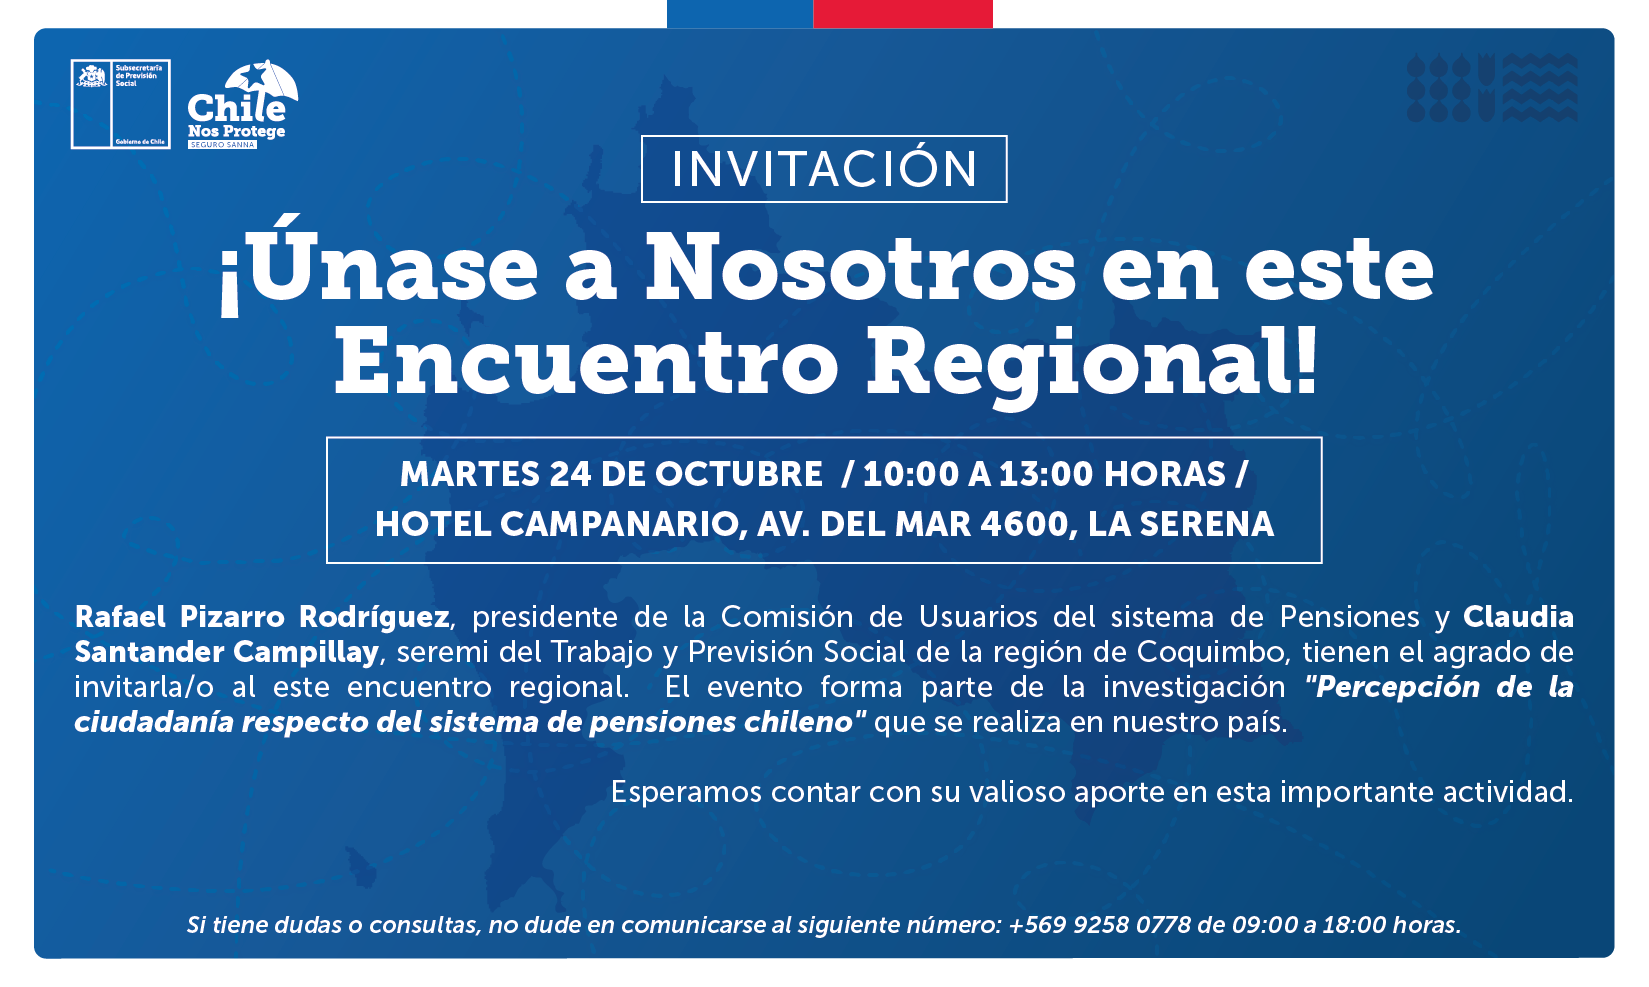 Subsecretaría
de Previsión
Social
Gobierno de Chile
Chile
Nos Protege
SEGURO SANNA
INVITACIÓN
¡Únase a Nosotros en este
Encuentro Regional!
MARTES 24 DE OCTUBRE / 10:00 A 13:00 HORAS /
HOTEL CAMPANARIO, AV. DEL MAR 4600, LA SERENA
Rafael Pizarro Rodríguez, presidente de la Comisión de Usuarios del sistema de Pensiones y Claudia
Santander Campillay, seremi del Trabajo y Previsión Social de la región de Coquimbo, tienen el agrado de
invitarla/o al este encuentro regional. El evento forma parte de la investigación "Percepción de la
ciudadanía respecto del sistema de pensiones chileno" que se realiza en nuestro país.
Esperamos contar con su valioso aporte en esta importante actividad.
Si tiene dudas o consultas, no dude en comunicarse al siguiente número: +569 9258 0778 de 09:00 a 18:00 horas.